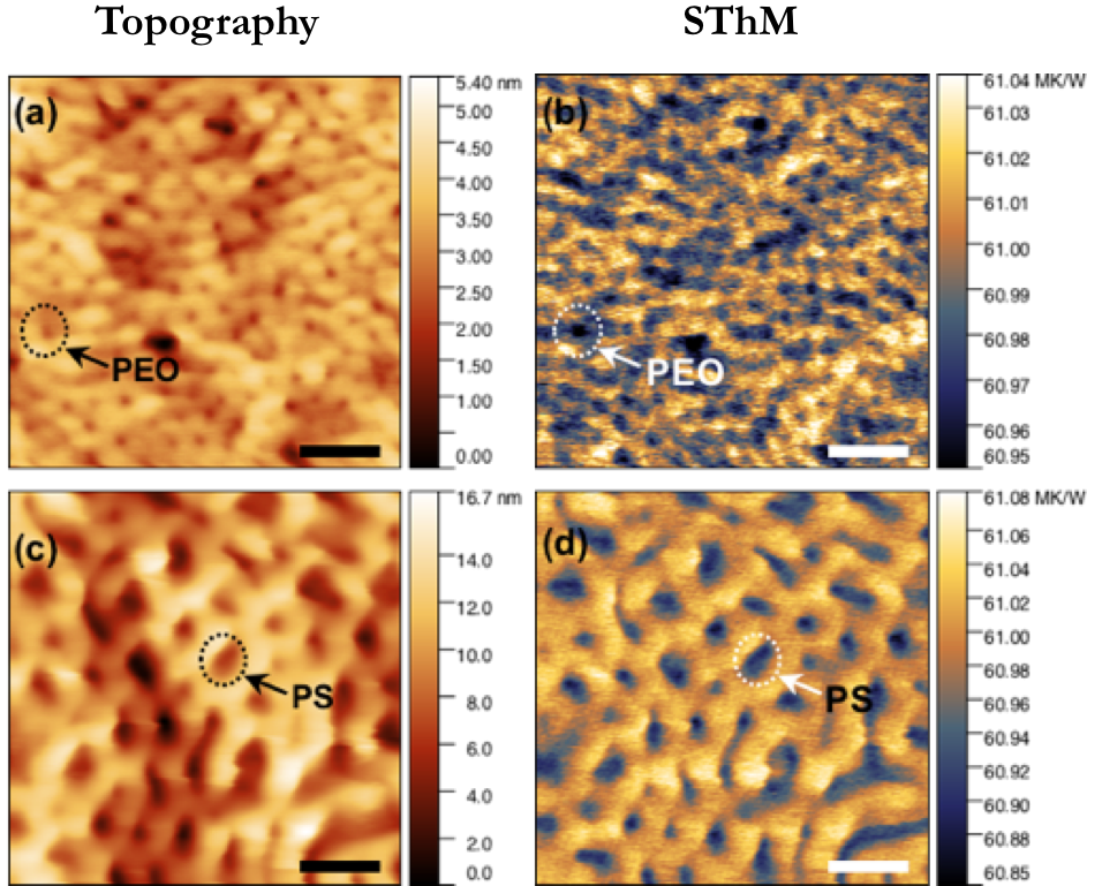 Topography SThM
(a)
PEO
5.40 nm
5.00
4.50
4.00
3.50
3.00
2.50
2.00
1.50
1.00
0.00
(b)
PEO
61.04 MK/W
61.03
61.02
61.01
61.00
60.99
60.98
60.97
60.96
60.95
(c)
PS
16.7 nm
14.0
12.0
10.0
8.0
6.0
4.0
2.0
0.0
(d)
PS
61.08 MK/W
61.06
61.04
61.02
61.00
60.98
60.96
60.94
60.92
60.90
60.88
60.85